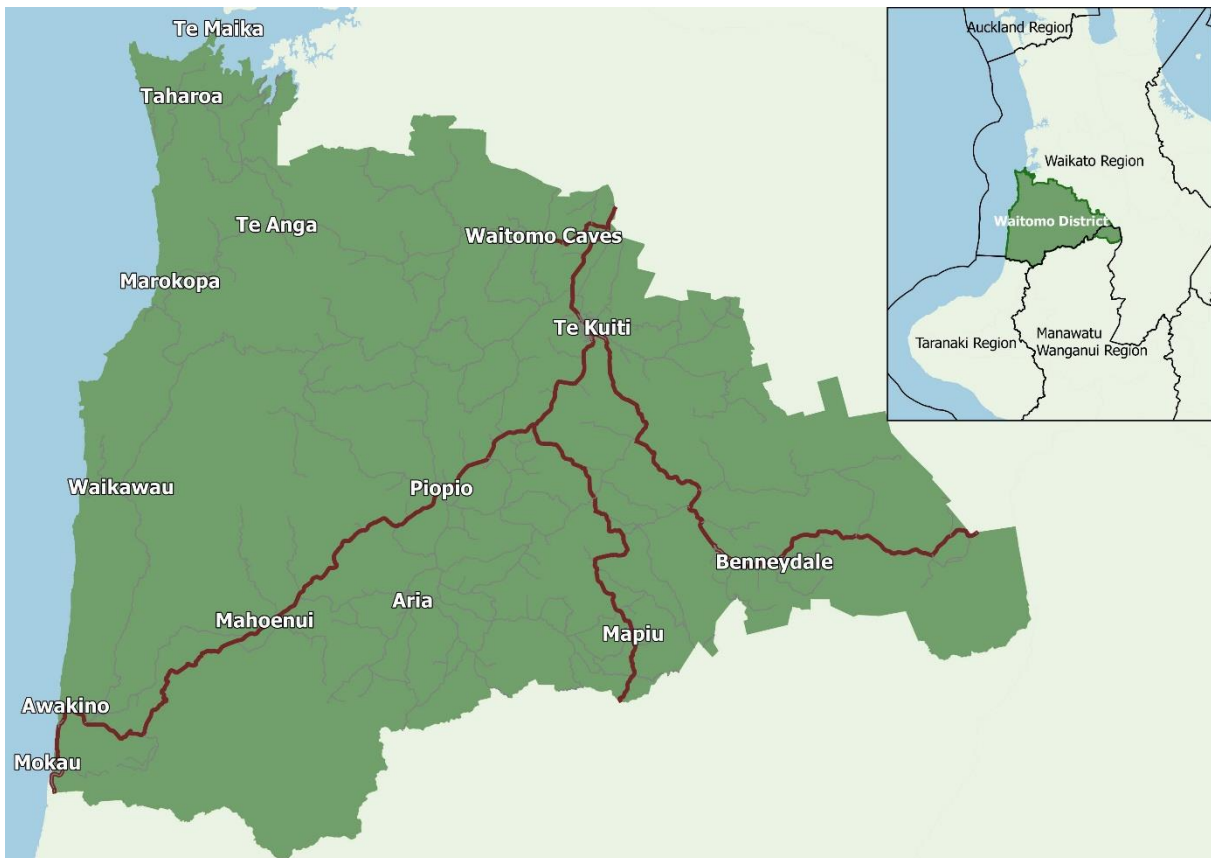 Te Maika
Taharoa
Te Anga
Waitomo Caves
Marokopa
Te Kuiti
Waikawau
Piopio
Benneydale
Aria
Mahoenui
Mapiu
Awakino
Mokau
Auckland Region
Waikato Region
Waitomo District
Taranaki Region
Manawatu
Wanganui Region